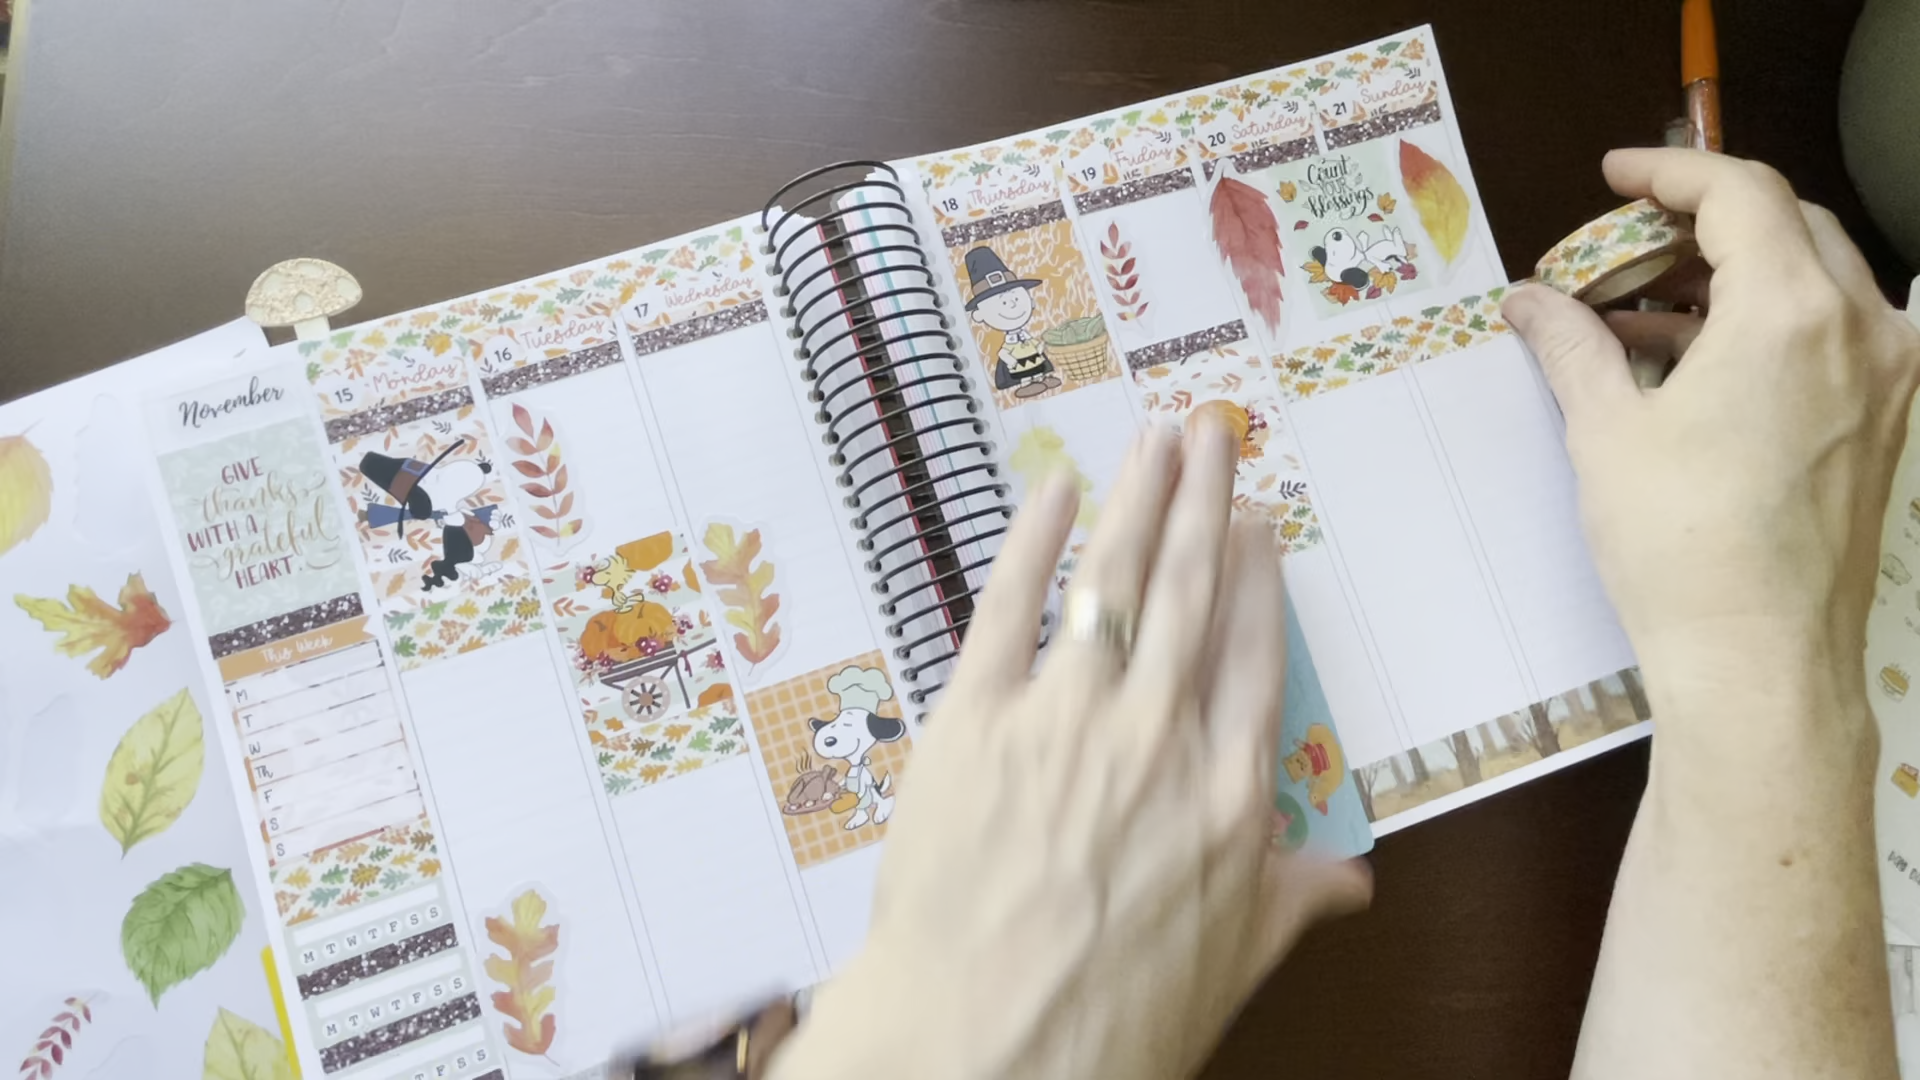 November
GIVE
thanks
WITH A
grateful
HEART.
This Week
M
T
W
Th
F
S
S
M T W T F S S
M T W T F S S
T F S S
15 Monday
16 Tuesday
17 Wednesday
18 Thursday
19 Friday
20 Saturday
21 Sunday
Count
YOUR
blessings